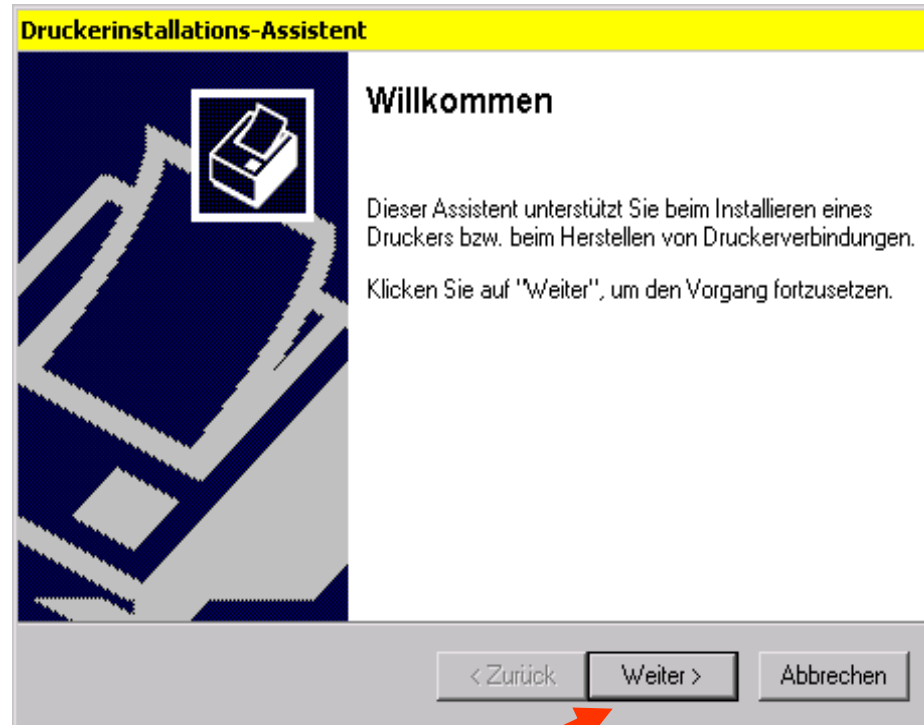 Druckerinstallations-Assistent
Willkommen
Dieser Assistent unterstützt Sie beim Installieren eines
Druckers bzw. beim Herstellen von Druckerverbindungen.
Klicken Sie auf "Weiter", um den Vorgang fortzusetzen.
< Zurück
Weiter >
Abbrechen